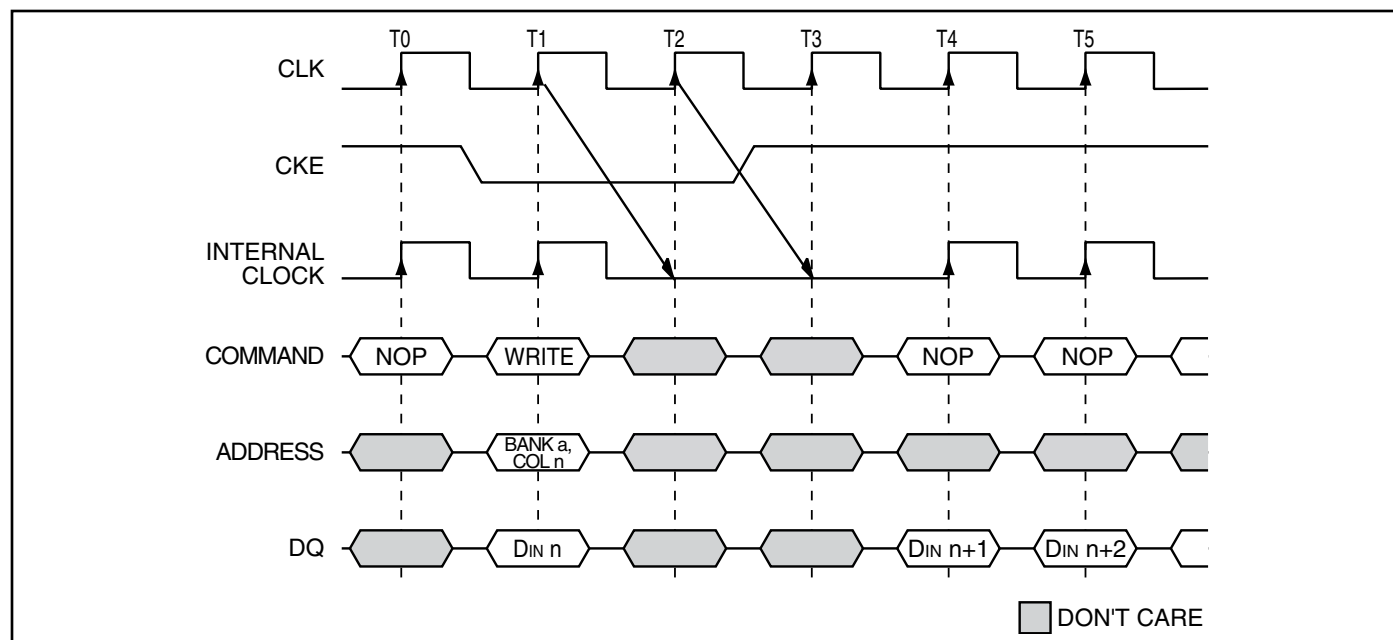 T0 T1 T2 T3 T4 T5
CLK
CKE
INTERNAL
CLOCK
COMMAND NOP WRITE NOP NOP
ADDRESS BANK a,
COL n
DQ DIN n DIN n+1 DIN n+2
DON'T CARE